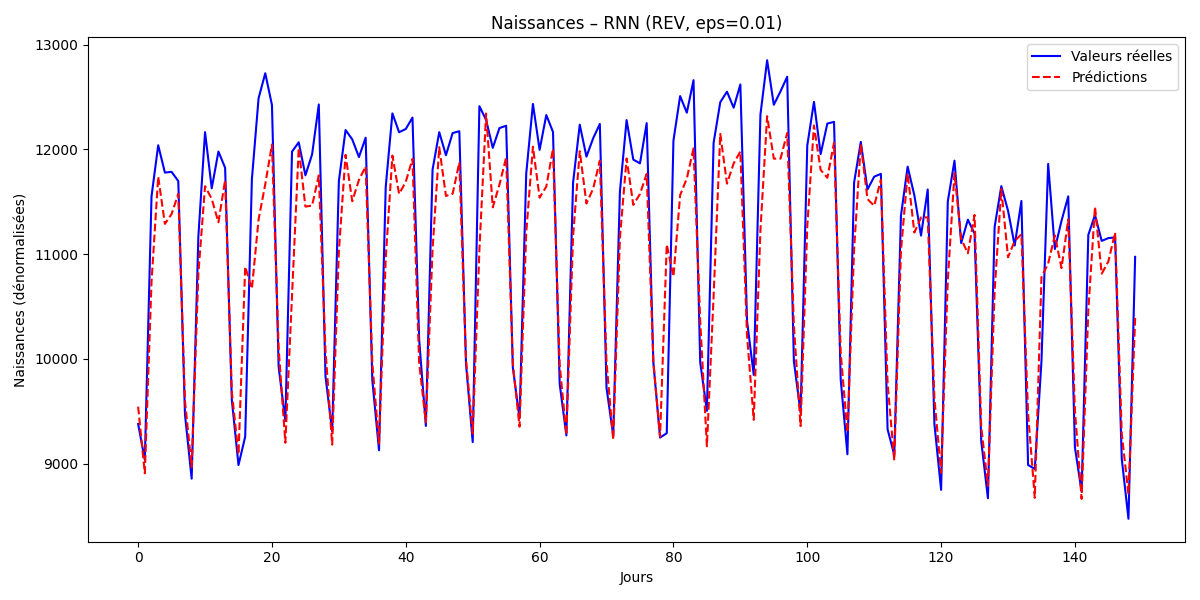 Naissances – RNN (REV, eps=0.01)
Valeurs réelles
Prédictions
Naissances (dénormalisées)
13000
12000
11000
10000
9000
0 20 40 60 80 100 120 140
Jours